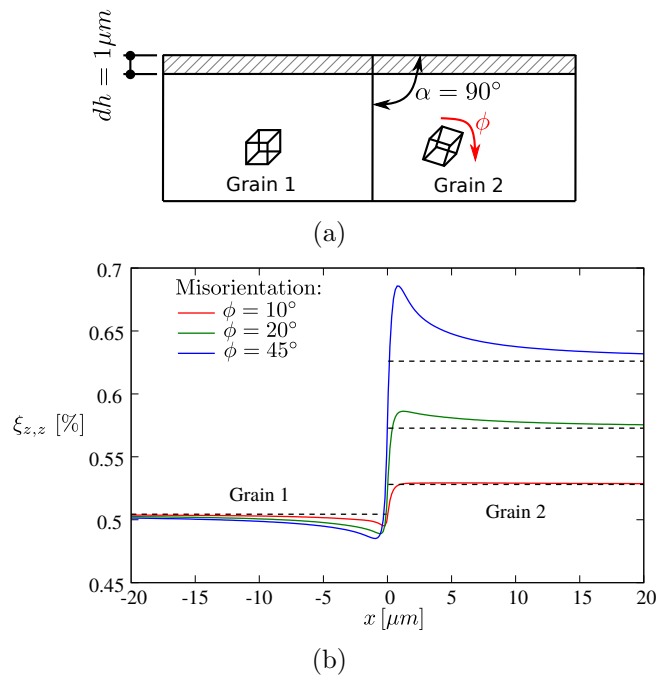 dh = 1μm
α = 90°
ϕ
Grain 1
Grain 2
(a)
0.7
0.65
0.6
0.55
0.5
0.45
ξz,z [%]
Misorientation:
ϕ = 10°
ϕ = 20°
ϕ = 45°
Grain 1
Grain 2
-20 -15 -10 -5 0 5 10 15 20
x [μm]
(b)